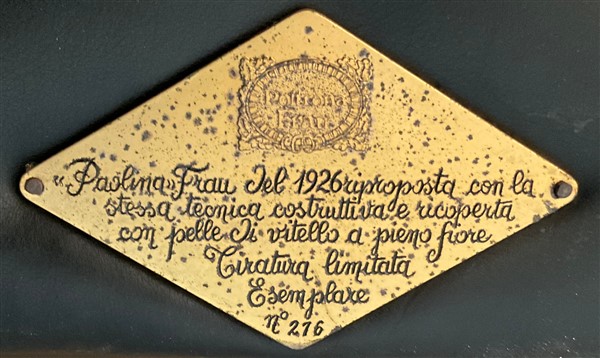 Poltrona
Frau
«Paolina» Frau del 1926 riproposta con la
stessa tecnica costruttiva e ricoperta
con pelle di vitello a pieno fiore
Tiratura limitata
Esemplare
n° 276